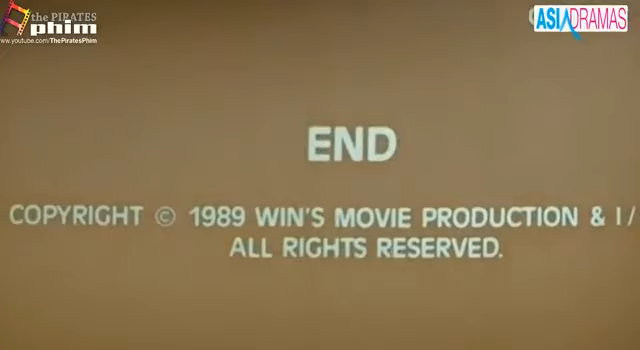 the PIRATES
phim
www.youtube.com/ThePiratesPhim
ASIADRAMAS
END
COPYRIGHT © 1989 WIN'S MOVIE PRODUCTION & I/
ALL RIGHTS RESERVED.